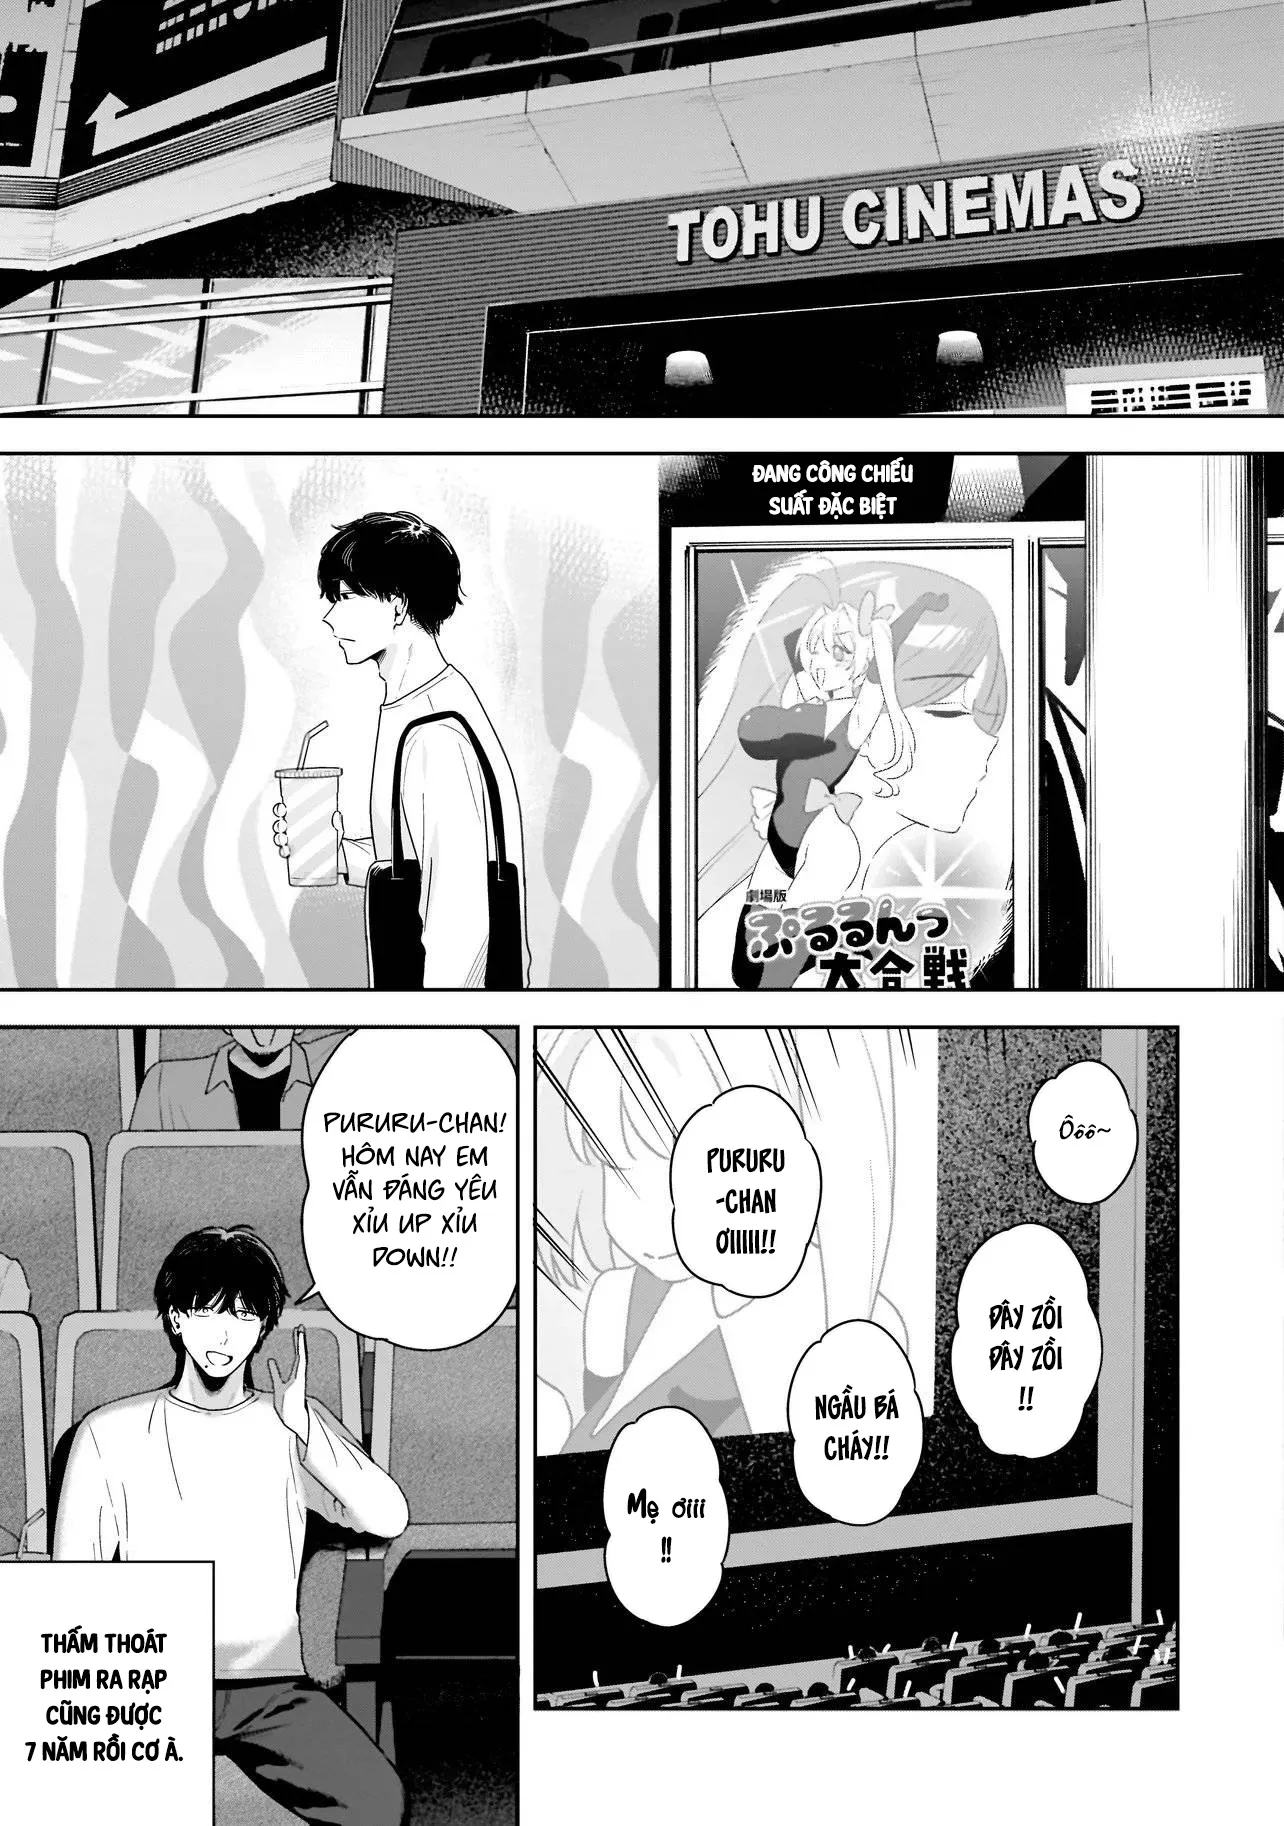 TOHU CINEMAS
ĐANG CÔNG CHIẾU
SUẤT ĐẶC BIỆT
劇場版
ぷるるんっ
大合戦
Ôôô~
ĐÂY ZỒI
ĐÂY ZỒI
!!
PURURU
-CHAN
ƠIIIII!!
NGẦU BÁ
CHÁY!!
Mẹ ơiii
!!
PURURU-CHAN!
HÔM NAY EM
VẪN ĐÁNG YÊU
XỈU UP XỈU
DOWN!!
THẤM THOÁT
PHIM RA RẠP
CŨNG ĐƯỢC
7 NĂM RỒI CƠ À.